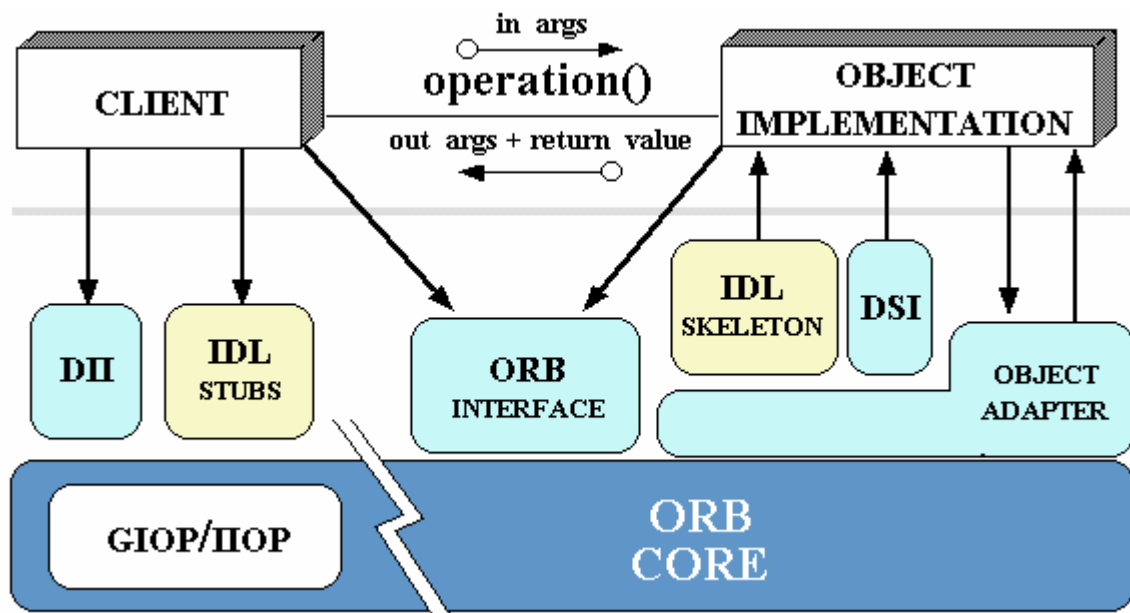 in args
CLIENT
operation()
OBJECT
IMPLEMENTATION
out args + return value
DII
IDL
STUBS
ORB
INTERFACE
IDL
SKELETON
DSI
OBJECT
ADAPTER
GIOP/IIOP
ORB
CORE